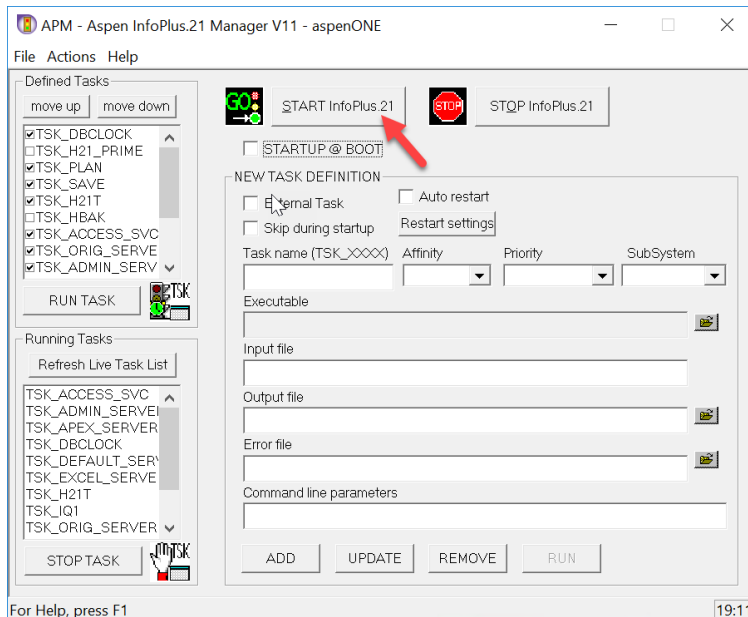 APM - Aspen InfoPlus.21 Manager V11 - aspenONE
File Actions Help
Defined Tasks
move up move down
TSK_DBCLOCK
TSK_H21_PRIME
TSK_PLAN
TSK_SAVE
TSK_H21T
TSK_HBAK
TSK_ACCESS_SVC
TSK_ORIG_SERVE
TSK_ADMIN_SERV
RUN TASK TSK
Running Tasks
Refresh Live Task List
TSK_ACCESS_SVC
TSK_ADMIN_SERVE
TSK_APEX_SERVER
TSK_DBCLOCK
TSK_DEFAULT_SER
TSK_EXCEL_SERVE
TSK_H21T
TSK_IQ1
TSK_ORIG_SERVER
STOP TASK TSK
GO START InfoPlus.21 STOP STOP InfoPlus.21
STARTUP @ BOOT
NEW TASK DEFINITION
External Task Auto restart
Skip during startup Restart settings
Task name (TSK_XXXX) Affinity Priority SubSystem
Executable
Input file
Output file
Error file
Command line parameters
ADD UPDATE REMOVE RUN
For Help, press F1 19:11